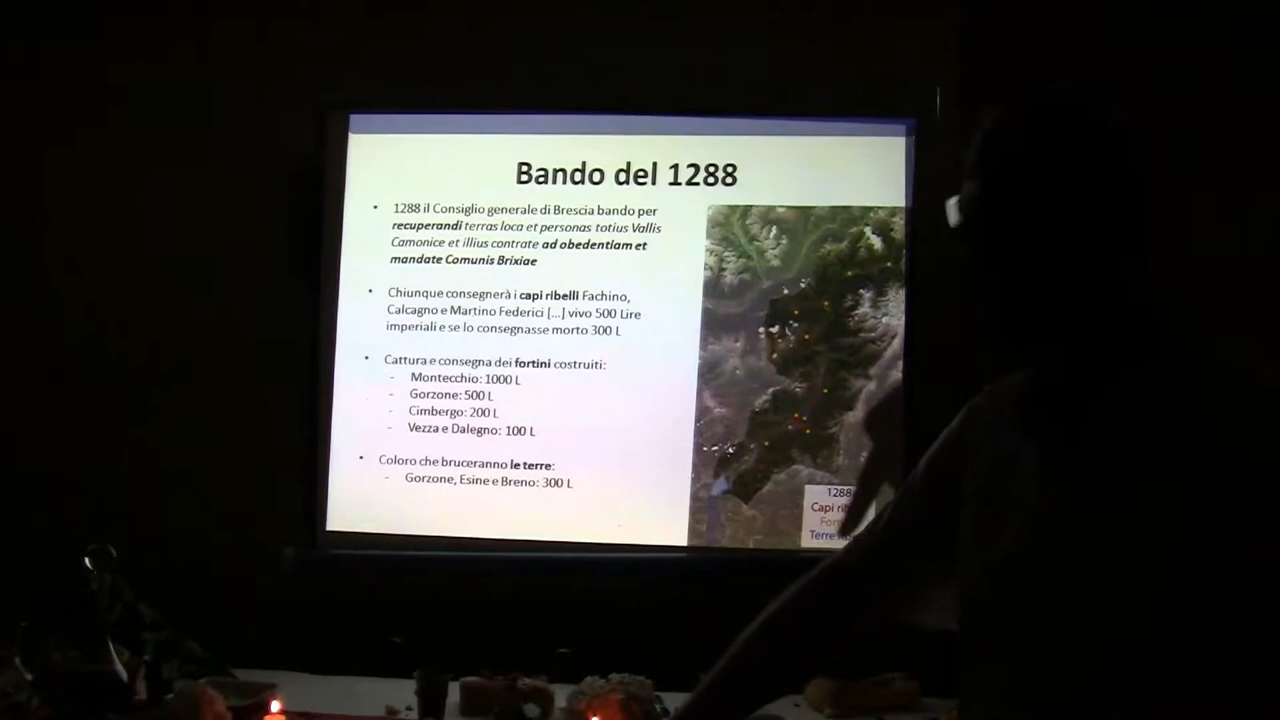 Bando del 1288
• 1288 il Consiglio generale di Brescia bando per
recuperandi terras loca et personas totius Vallis
Camonice et illius contrate ad obedentiam et
mandate Comunis Brixiae
• Chiunque consegnerà i capi ribelli Fachino,
Calcagno e Martino Federici [...] vivo 500 Lire
imperiali e se lo consegnasse morto 300 L
• Cattura e consegna dei fortini costruiti:
- Montecchio: 1000 L
- Gorzone: 500 L
- Cimbergo: 200 L
- Vezza e Dalegno: 100 L
• Coloro che bruceranno le terre:
- Gorzone, Esine e Breno: 300 L
1288
Capi
Terre